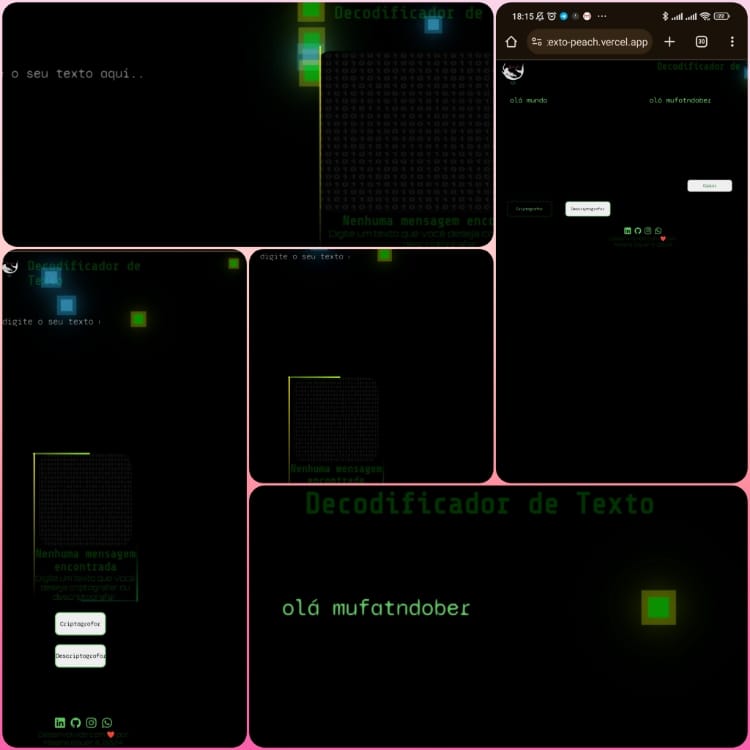 Decodificador de
o seu texto aqui..
Nenhuma mensagem enco
Digite um texto que você deseja c
18:15
exto-peach.vercel.app
Decodificador de
olá mundo
olá mufatndober
Copiar
Criptografar
Descriptografar
Decodificador de
Texto
digite o seu texto
Nenhuma mensagem
encontrada
Digite um texto que você
deseja criptografar ou
descriptografar
Criptografar
Descriptografar
digite o seu texto
Nenhuma mensagem
encontrada
Decodificador de Texto
olá mufatndober